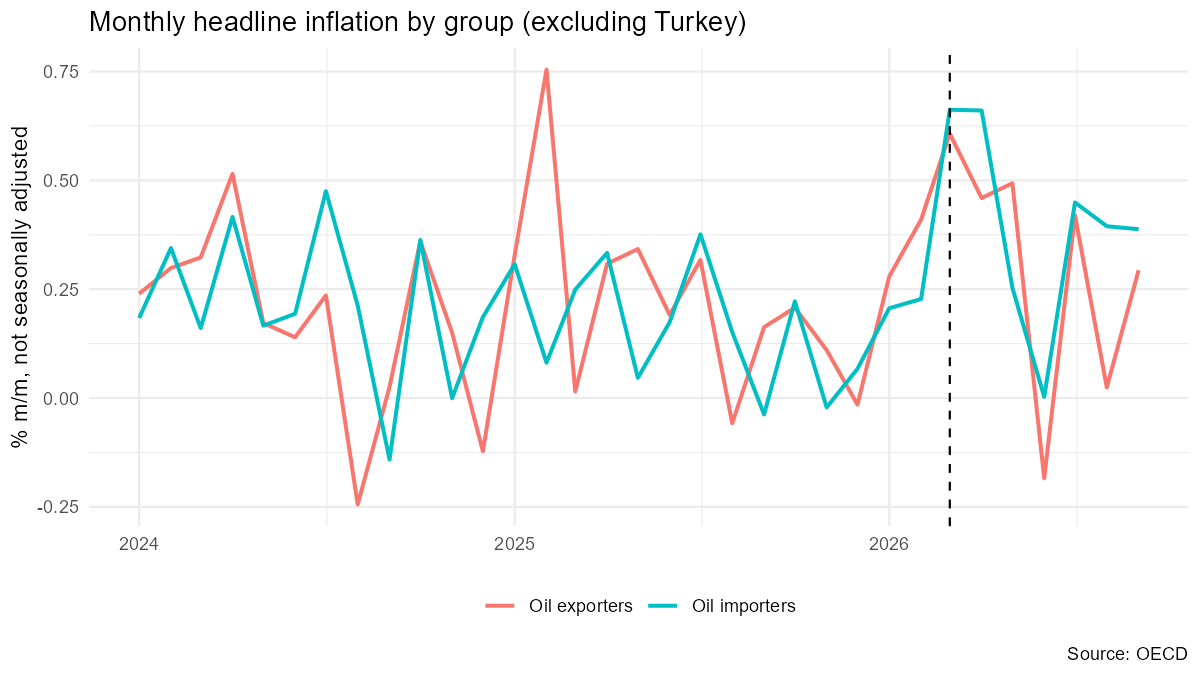 Monthly headline inflation by group (excluding Turkey)
% m/m, not seasonally adjusted
0.75
0.50
0.25
0.00
-0.25
2024
2025
2026
Oil exporters
Oil importers
Source: OECD